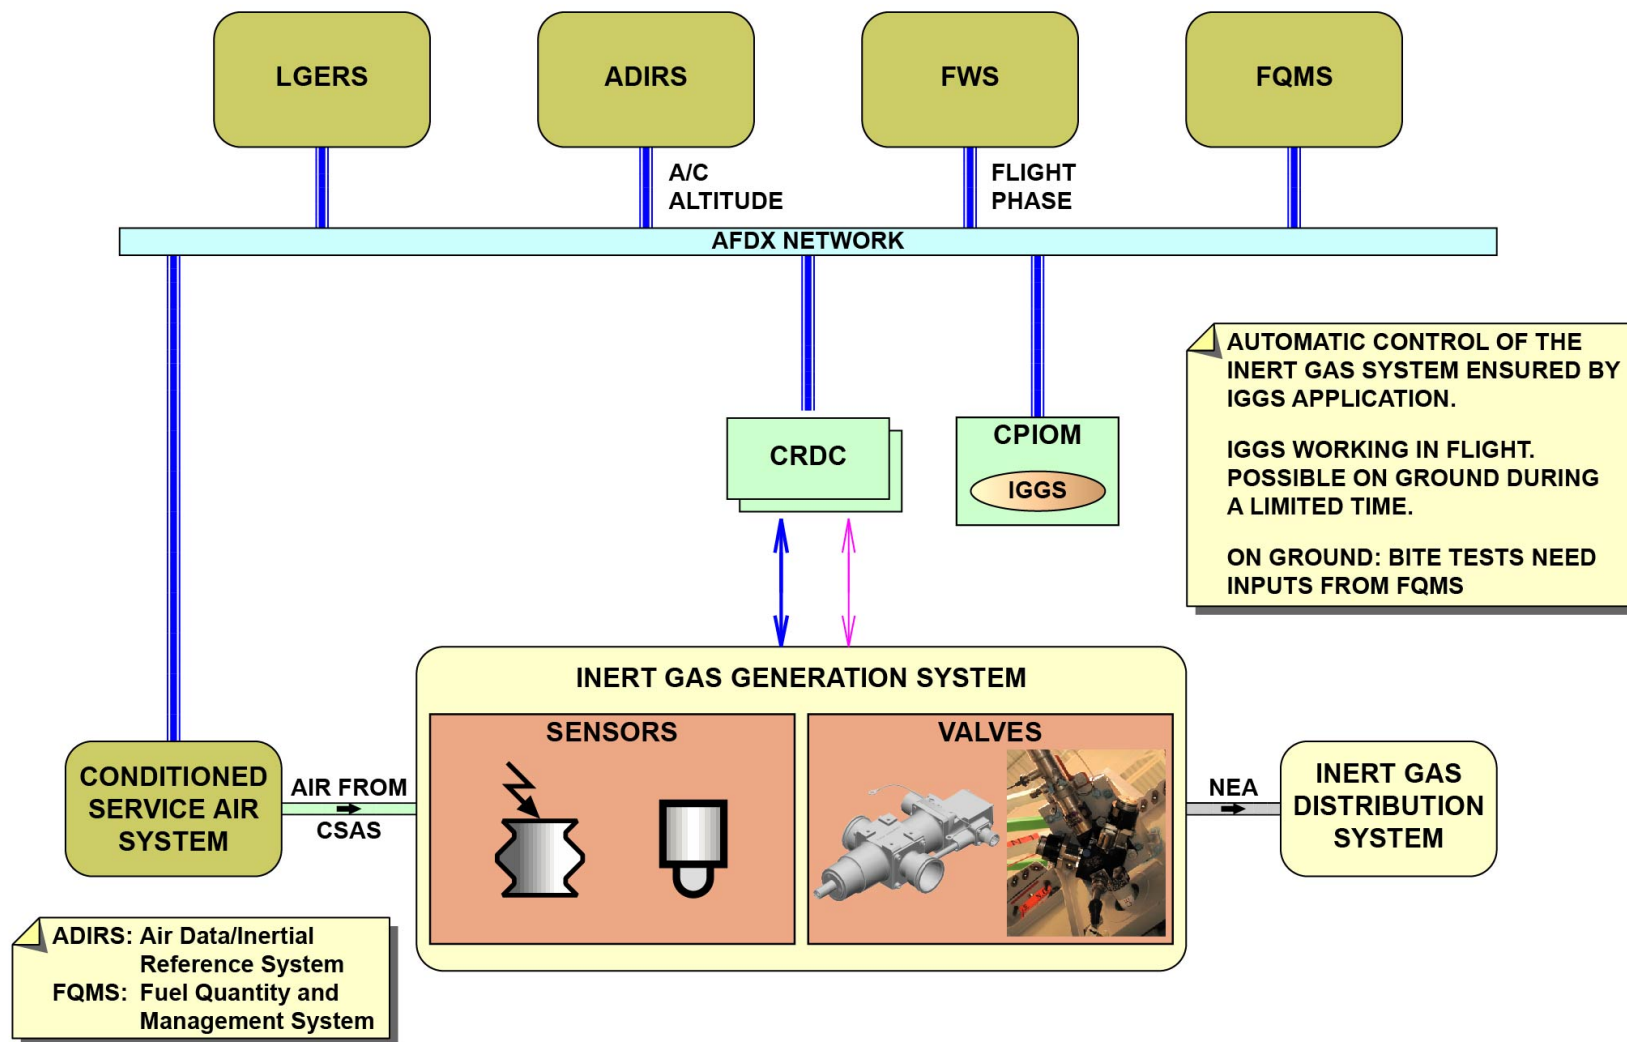 LGERS
ADIRS
FWS
FQMS
A/C
ALTITUDE
FLIGHT
PHASE
AFDX NETWORK
AUTOMATIC CONTROL OF THE
INERT GAS SYSTEM ENSURED BY
IGGS APPLICATION.
IGGS WORKING IN FLIGHT.
POSSIBLE ON GROUND DURING
A LIMITED TIME.
ON GROUND: BITE TESTS NEED
INPUTS FROM FQMS
CRDC
CPIOM
IGGS
INERT GAS GENERATION SYSTEM
SENSORS
VALVES
CONDITIONED
SERVICE AIR
SYSTEM
AIR FROM
CSAS
NEA
INERT GAS
DISTRIBUTION
SYSTEM
ADIRS: Air Data/Inertial
Reference System
FQMS: Fuel Quantity and
Management System